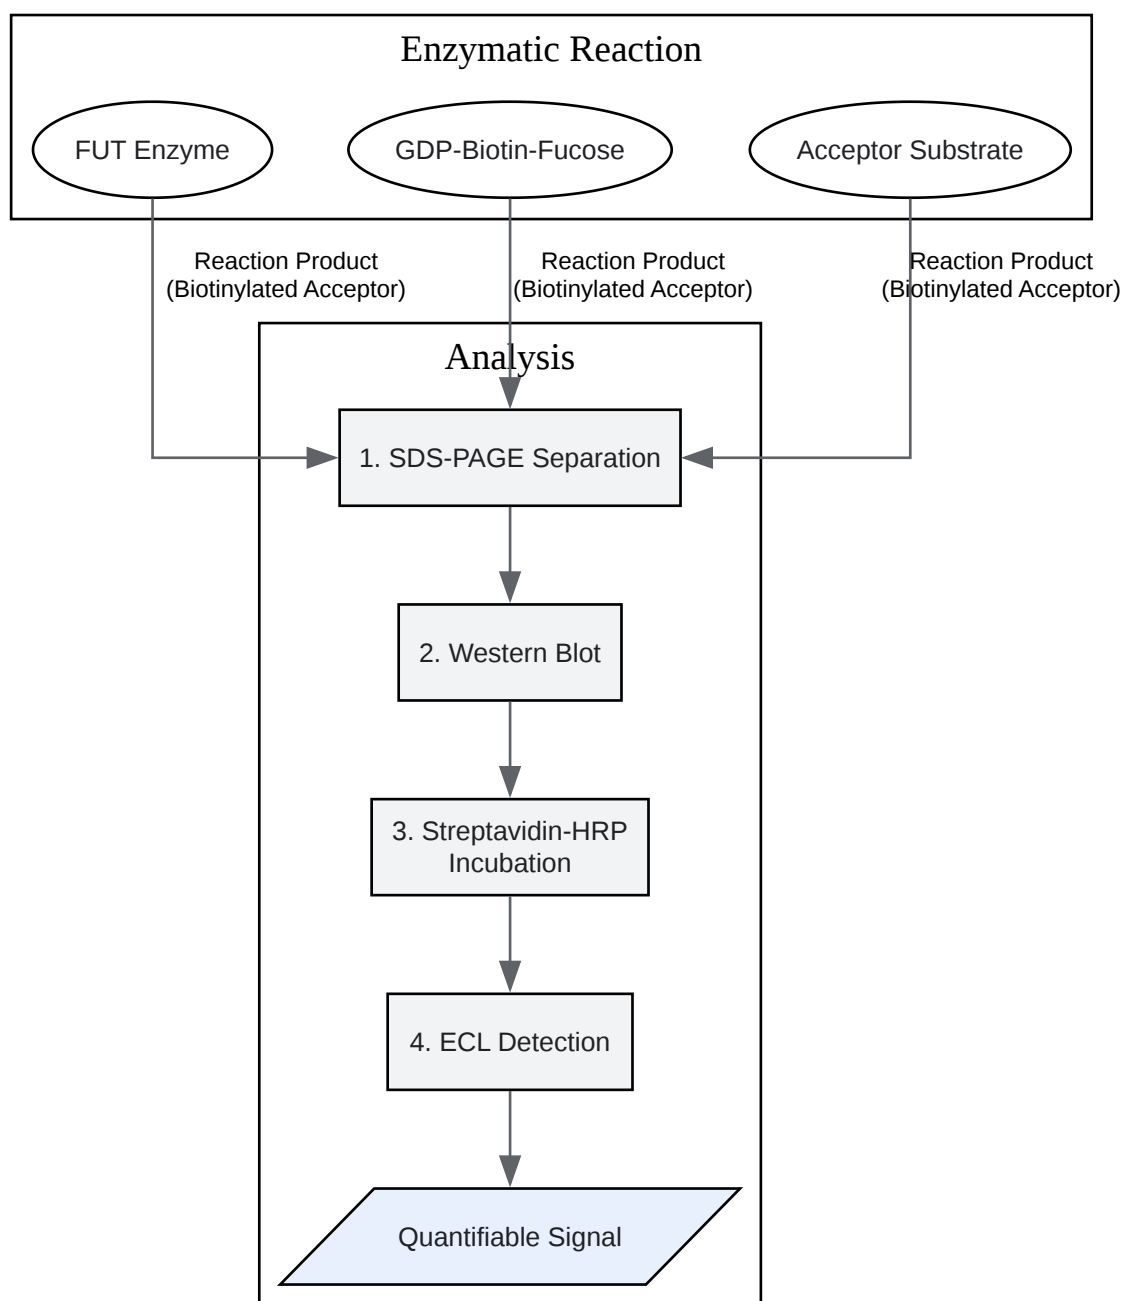 Enzymatic Reaction
FUT Enzyme
GDP-Biotin-Fucose
Acceptor Substrate
Reaction Product
(Biotinylated Acceptor)
Reaction Product
(Biotinylated Acceptor)
Reaction Product
(Biotinylated Acceptor)
Analysis
1. SDS-PAGE Separation
2. Western Blot
3. Streptavidin-HRP
Incubation
4. ECL Detection
Quantifiable Signal